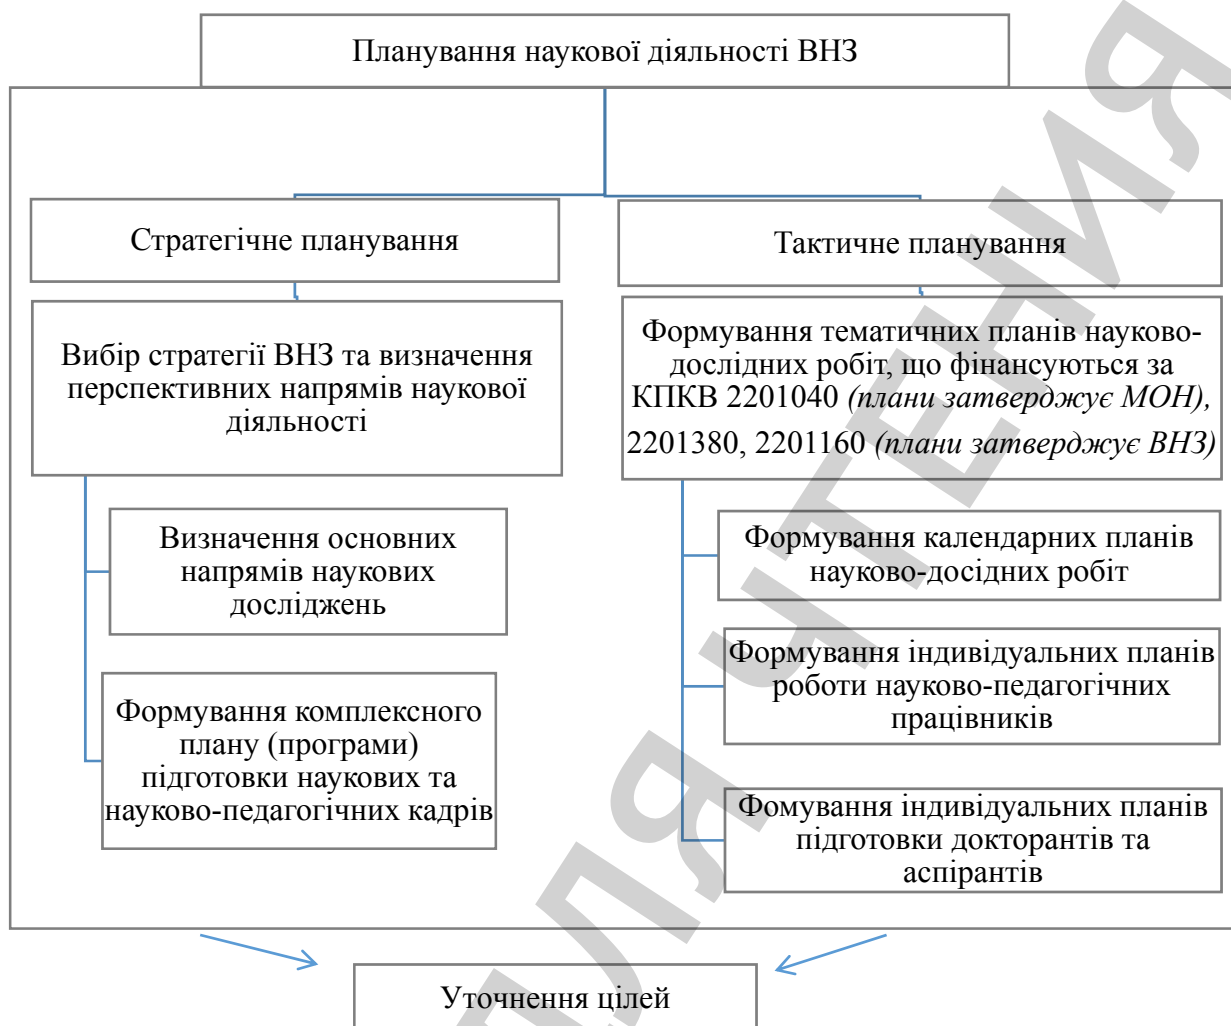 Планування наукової діяльності ВНЗ
Стратегічне планування
Вибір стратегії ВНЗ та визначення
перспективних напрямів наукової
діяльності
Визначення основних
напрямів наукових
досліджень
Формування комплексного
плану (програми)
підготовки наукових та
науково-педагогічних кадрів
Тактичне планування
Формування тематичних планів науково-
дослідних робіт, що фінансуються за
КПКВ 2201040 (плани затверджує МОН),
2201380, 2201160 (плани затверджує ВНЗ)
Формування календарних планів
науково-досідних робіт
Формування індивідуальних планів
роботи науково-педагогічних
працівників
Фомування індивідуальних планів
підготовки докторантів та
аспірантів
Уточнення цілей
ЧТЕНИЯ